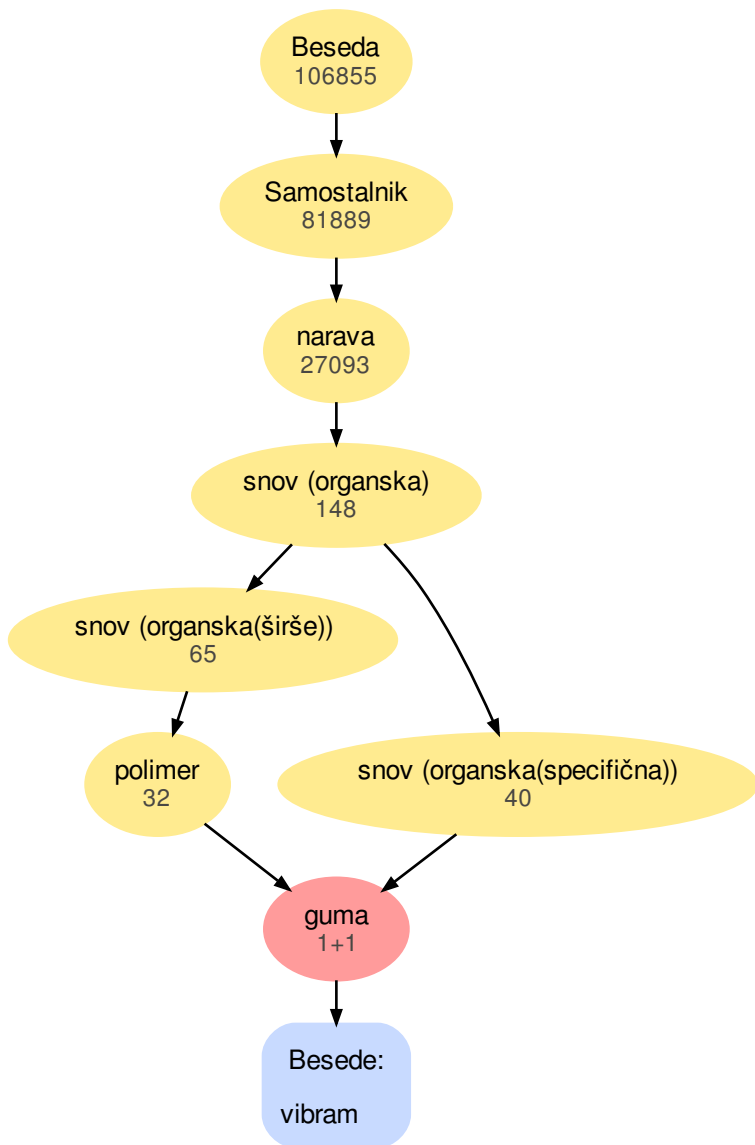 Beseda
106855
Samostalnik
81889
narava
27093
snov (organska)
148
snov (organska(širše))
65
polimer
32
snov (organska(specifična))
40
guma
1+1
Besede:
vibram